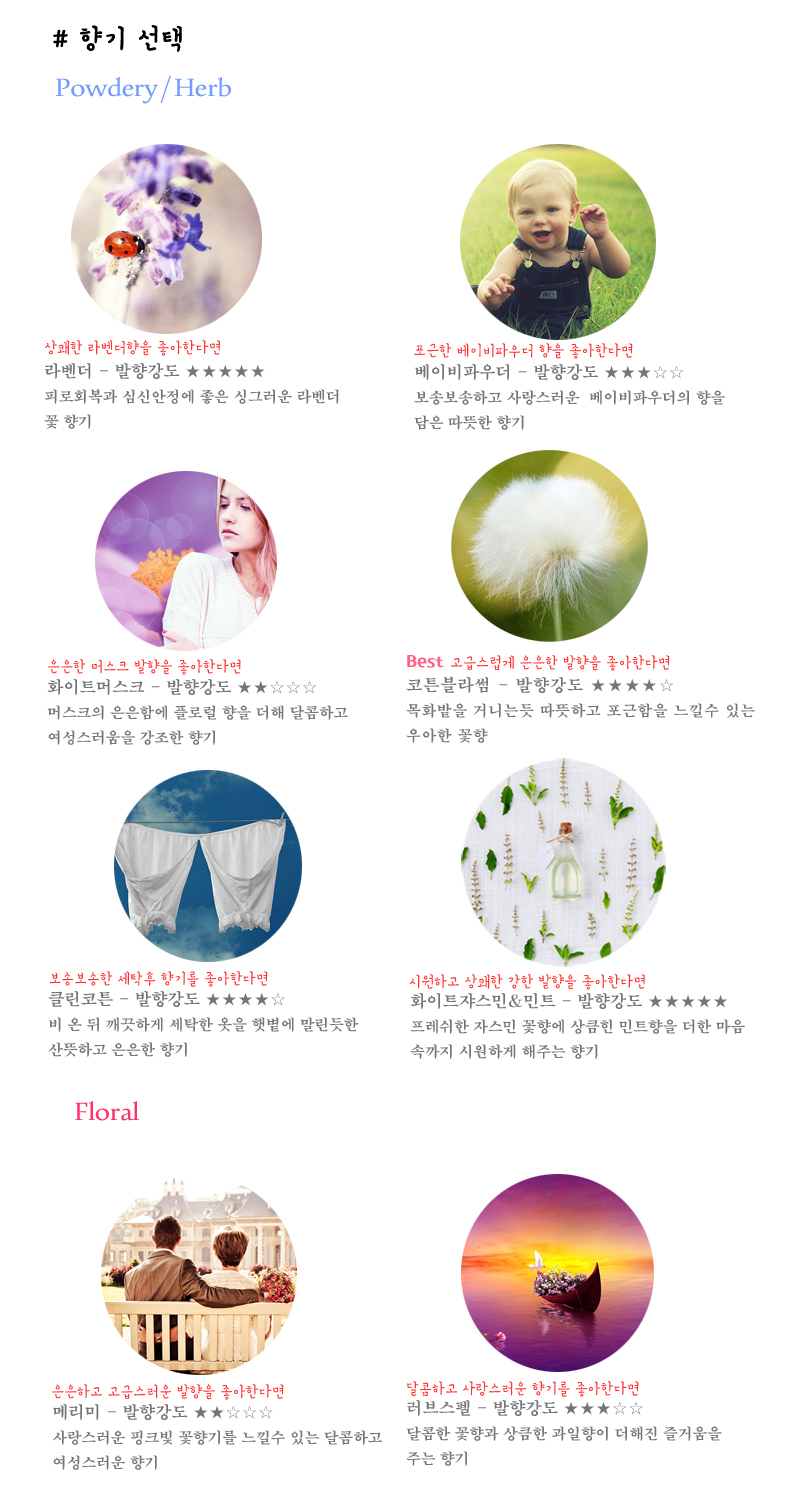 # 향기 선택
Powdery/Herb
상쾌한 라벤더향을 좋아한다면
라벤더 - 발향강도 ★★★★★
피로회복과 심신안정에 좋은 싱그러운 라벤더
꽃 향기
포근한 베이비파우더 향을 좋아한다면
베이비파우더 - 발향강도 ★★★☆☆
보송보송하고 사랑스러운 베이비파우더의 향을
담은 따뜻한 향기
은은한 머스크 발향을 좋아한다면
화이트머스크 - 발향강도 ★★☆☆☆
머스크의 은은함에 플로럴 향을 더해 달콤하고
여성스러움을 강조한 향기
Best 고급스럽게 은은한 발향을 좋아한다면
코튼블라썸 - 발향강도 ★★★★☆
목화밭을 거니는듯 따뜻하고 포근함을 느낄수 있는
우아한 꽃향
보송보송한 세탁후 향기를 좋아한다면
클린코튼 - 발향강도 ★★★★☆
비 온 뒤 깨끗하게 세탁한 옷을 햇볕에 말린듯한
산뜻하고 은은한 향기
시원하고 상쾌한 강한 발향을 좋아한다면
화이트쟈스민&민트 - 발향강도 ★★★★★
프레쉬한 자스민 꽃향에 상큼힌 민트향을 더한 마음
속까지 시원하게 해주는 향기
Floral
은은하고 고급스러운 발향을 좋아한다면
메리미 - 발향강도 ★★☆☆☆
사랑스러운 핑크빛 꽃향기를 느낄수 있는 달콤하고
여성스러운 향기
달콤하고 사랑스러운 향기를 좋아한다면
러브스펠 - 발향강도 ★★★☆☆
달콤한 꽃향과 상큼한 과일향이 더해진 즐거움을
주는 향기